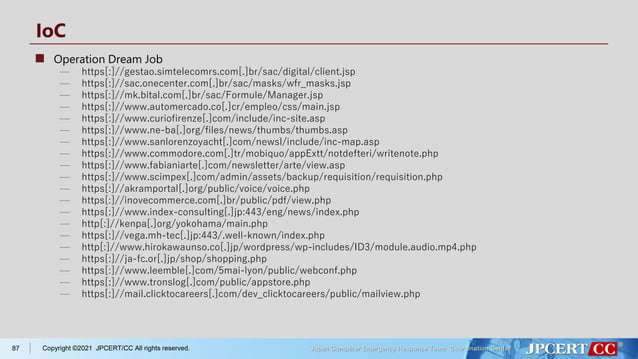 IoC
■ Operation Dream Job
— https[:]//gestao.simtelecomrs.com[.]br/sac/digital/client.jsp
— https[:]//sac.onecenter.com[.]br/sac/masks/wfr_masks.jsp
— https[:]//mk.bital.com[.]br/sac/Formule/Manager.jsp
— https[:]//www.automercado.co[.]cr/empleo/css/main.jsp
— https[:]//www.curiofirenze[.]com/include/inc-site.asp
— https[:]//www.ne-ba[.]org/files/news/thumbs/thumbs.asp
— https[:]//www.sanlorenzoyacht[.]com/newsl/include/inc-map.asp
— https[:]//www.commodore.com[.]tr/mobiquo/appExtt/notdefteri/writenote.php
— https[:]//www.fabianiarte[.]com/newsletter/arte/view.asp
— https[:]//www.scimpex[.]com/admin/assets/backup/requisition/requisition.php
— https[:]//akramportal[.]org/public/voice/voice.php
— https[:]//inovecommerce.com[.]br/public/pdf/view.php
— https[:]//www.index-consulting[.]jp:443/eng/news/index.php
— http[:]//kenpa[.]org/yokohama/main.php
— https[:]//vega.mh-tec[.]jp:443/.well-known/index.php
— http[:]//www.hirokawaunso.co[.]jp/wordpress/wp-includes/ID3/module.audio.mp4.php
— https[:]//ja-fc.or[.]jp/shop/shopping.php
— https[:]//www.leemble[.]com/5mai-lyon/public/webconf.php
— https[:]//www.tronslog[.]com/public/appstore.php
— https[:]//mail.clicktocareers[.]com/dev_clicktocareers/public/mailview.php
87 Copyright ©2021 JPCERT/CC All rights reserved.
Japan Computer Emergency Response Team Coordination Center
JPCERT CC